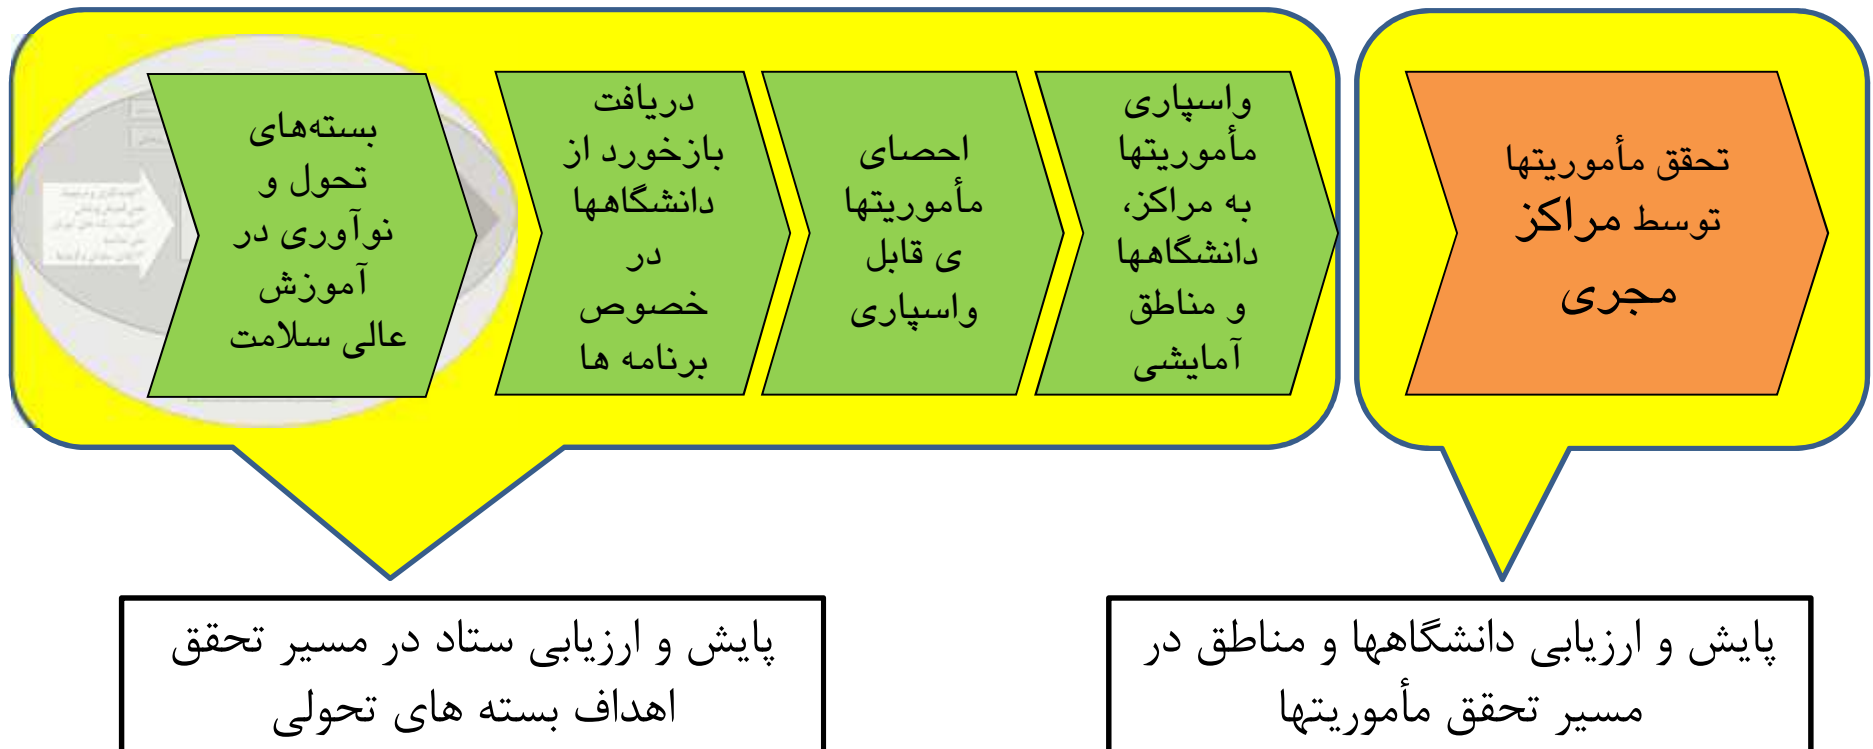 بسته‌های
تحول و
نوآوری در
آموزش
عالی سلامت
دریافت
بازخورد از
دانشگاهها
در
خصوص
برنامه ها
احصای
مأموریتها
ی قابل
واسپاری
واسپاری
مأموریتها
به مراکز،
دانشگاهها
و مناطق
آمایشی
تحقق مأموریتها
توسط مراکز
مجری
پایش و ارزیابی ستاد در مسیر تحقق
اهداف بسته های تحولی
پایش و ارزیابی دانشگاهها و مناطق در
مسیر تحقق مأموریتها